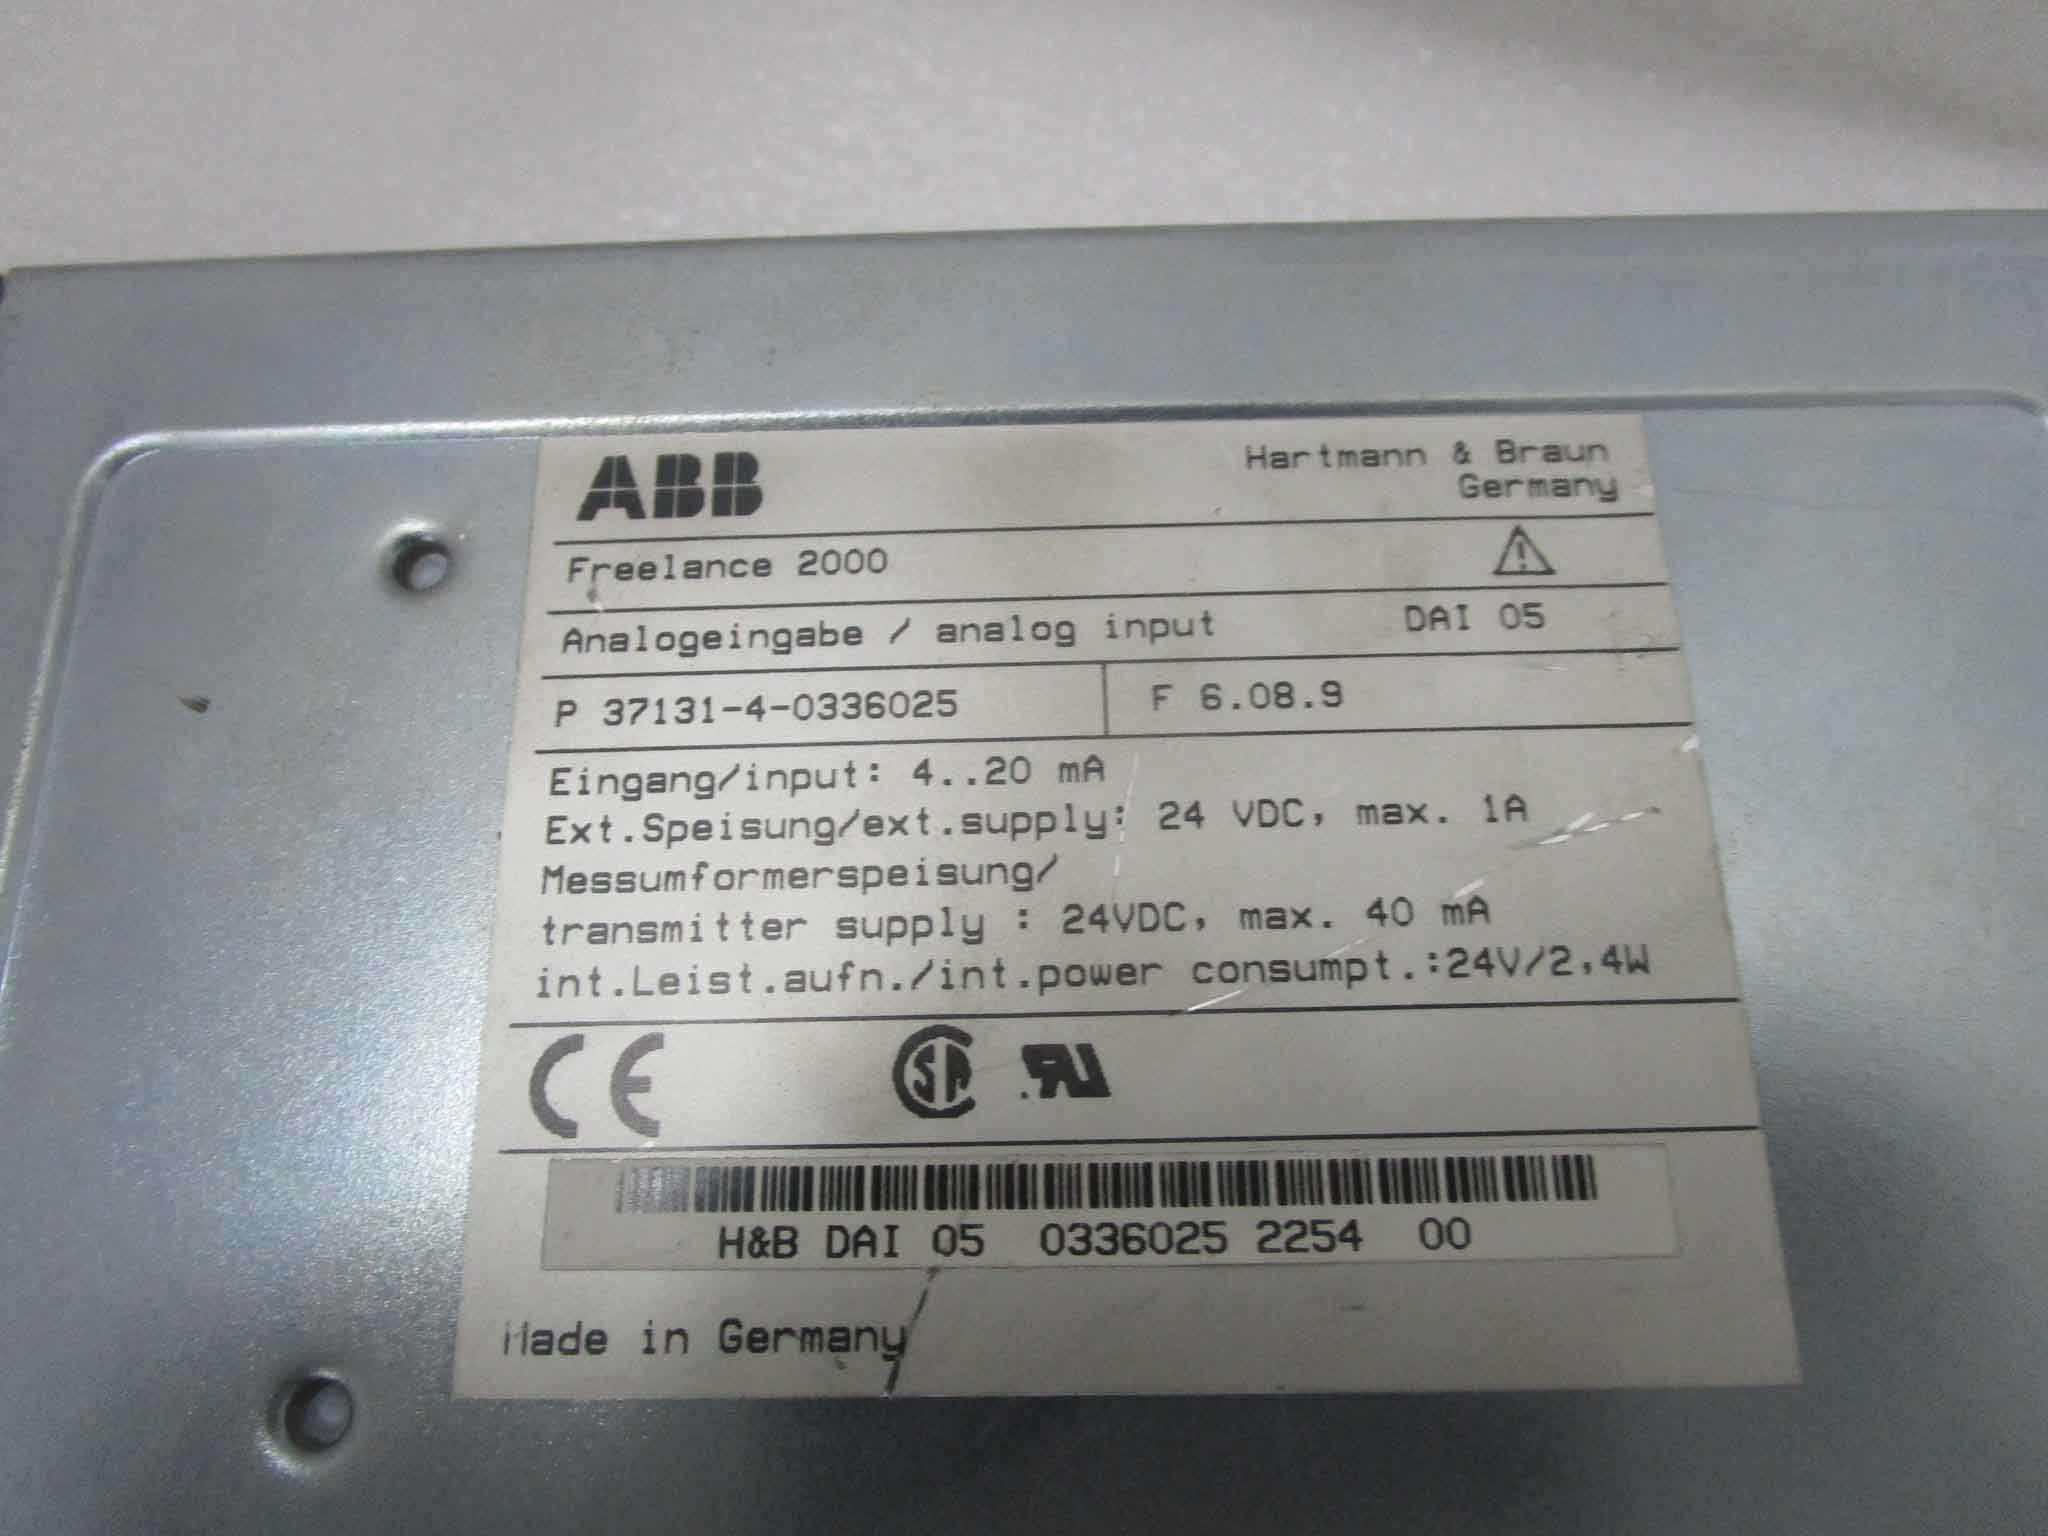 ABB
Hartmann & Braun
Germany
Freelance 2000
Analogeingabe / analog input DAI 05
P 37131-4-0336025 F 6.08.9
Eingang/input: 4..20 mA
Ext.Speisung/ext.supply: 24 VDC, max. 1A
Messumformerspeisung/
transmitter supply : 24VDC, max. 40 mA
int.Leist.aufn./int.power consumpt.:24V/2,4W
CE SA RU
H&B DAI 05 0336025 2254 00
Made in Germany